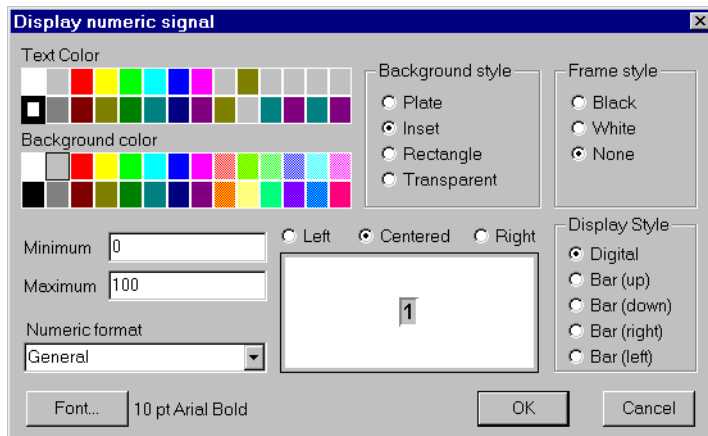 Display numeric signal
Text Color
Background color
Background style
Plate
Inset
Rectangle
Transparent
Frame style
Black
White
None
Minimum 0
Maximum 100
Numeric format
General
Left Centered Right
1
Display Style
Digital
Bar (up)
Bar (down)
Bar (right)
Bar (left)
Font... 10 pt Arial Bold
OK Cancel